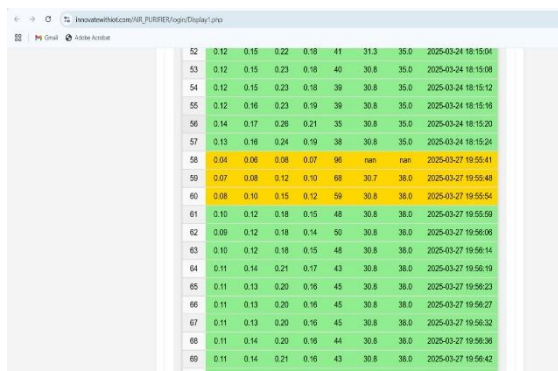 innovatewithiot.com/AIR_PURIFIER/login/Display1.php
Gmail Adobe Acrobat
52 0.12 0.15 0.22 0.18 41 31.3 35.0 2025-03-24 18:15:04
53 0.12 0.15 0.23 0.18 40 30.8 35.0 2025-03-24 18:15:08
54 0.12 0.15 0.23 0.18 39 30.8 35.0 2025-03-24 18:15:12
55 0.12 0.16 0.23 0.19 39 30.8 35.0 2025-03-24 18:15:16
56 0.14 0.17 0.26 0.21 35 30.8 35.0 2025-03-24 18:15:20
57 0.13 0.16 0.24 0.19 38 30.8 35.0 2025-03-24 18:15:24
58 0.04 0.06 0.08 0.07 96 nan nan 2025-03-27 19:55:41
59 0.07 0.08 0.12 0.10 68 30.7 38.0 2025-03-27 19:55:48
60 0.08 0.10 0.15 0.12 59 30.8 38.0 2025-03-27 19:55:54
61 0.10 0.12 0.18 0.15 48 30.8 38.0 2025-03-27 19:55:59
62 0.09 0.12 0.18 0.14 50 30.8 38.0 2025-03-27 19:56:06
63 0.10 0.12 0.18 0.15 48 30.8 38.0 2025-03-27 19:56:14
64 0.11 0.14 0.21 0.17 43 30.8 38.0 2025-03-27 19:56:19
65 0.11 0.13 0.20 0.16 45 30.8 38.0 2025-03-27 19:56:23
66 0.11 0.13 0.20 0.16 45 30.8 38.0 2025-03-27 19:56:27
67 0.11 0.13 0.20 0.16 45 30.8 38.0 2025-03-27 19:56:32
68 0.11 0.14 0.20 0.16 44 30.8 38.0 2025-03-27 19:56:36
69 0.11 0.14 0.21 0.16 43 30.8 38.0 2025-03-27 19:56:42